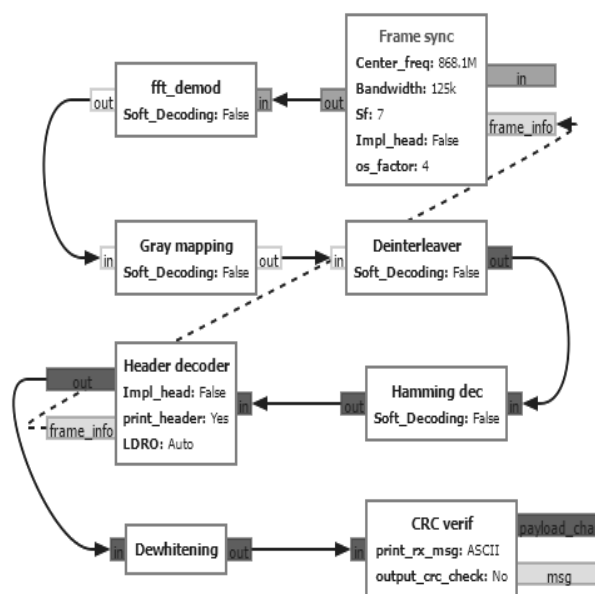 Frame sync
Center_freq: 868.1M
Bandwidth: 125k
Sf: 7
Impl_head: False
os_factor: 4
in
frame_info
out
in
fft_demod
Soft_Decoding: False
out
in
Gray mapping
Soft_Decoding: False
out
in
Deinterleaver
Soft_Decoding: False
out
in
Hamming dec
Soft_Decoding: False
out
in
Header decoder
Impl_head: False
print_header: Yes
LDRO: Auto
out
frame_info
in
Dewhitening
out
in
CRC verif
print_rx_msg: ASCII
output_crc_check: No
payload_cha
msg